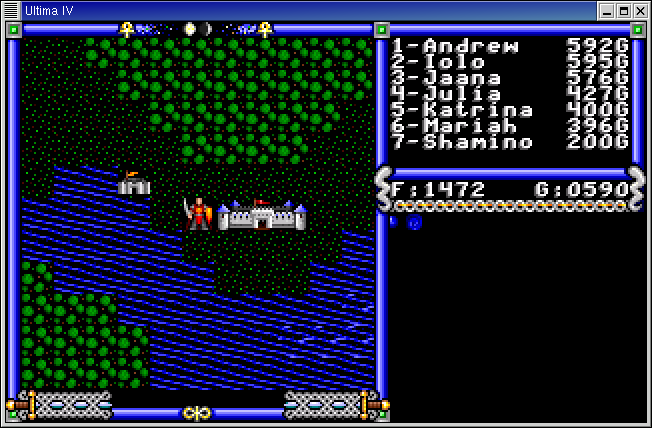 Ultima IV
1-Andrew 592G
2-Iolo 595G
3-Jaana 576G
4-Julia 427G
5-Katrina 400G
6-Mariah 396G
7-Shamino 200G
F:1472 G:0590